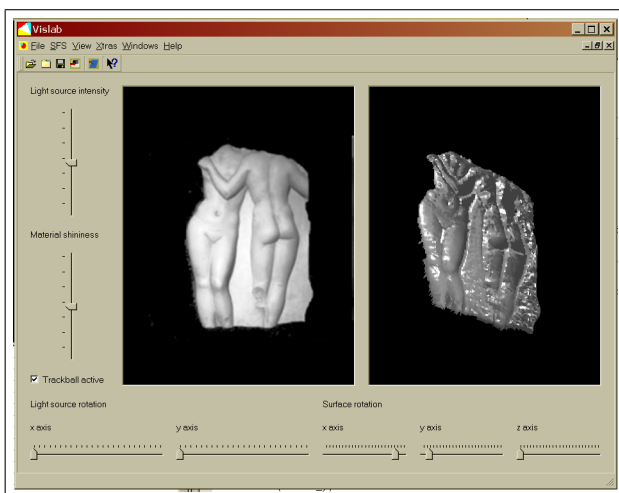 Vislab
File SFS View Xtras Windows Help
Light source intensity
Material shininess
Trackball active
Light source rotation
Surface rotation
x axis
y axis
x axis
y axis
z axis